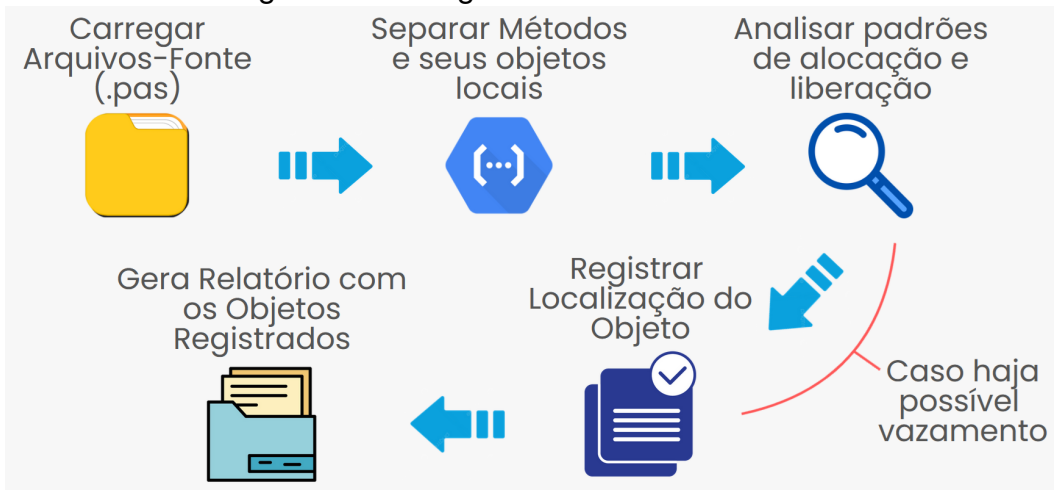 Carregar
Arquivos-Fonte
(.pas)
Separar Métodos
e seus objetos
locais
Analisar padrões
de alocação e
liberação
Registrar
Localização do
Objeto
Caso haja
possível
vazamento
Gera Relatório com
os Objetos
Registrados